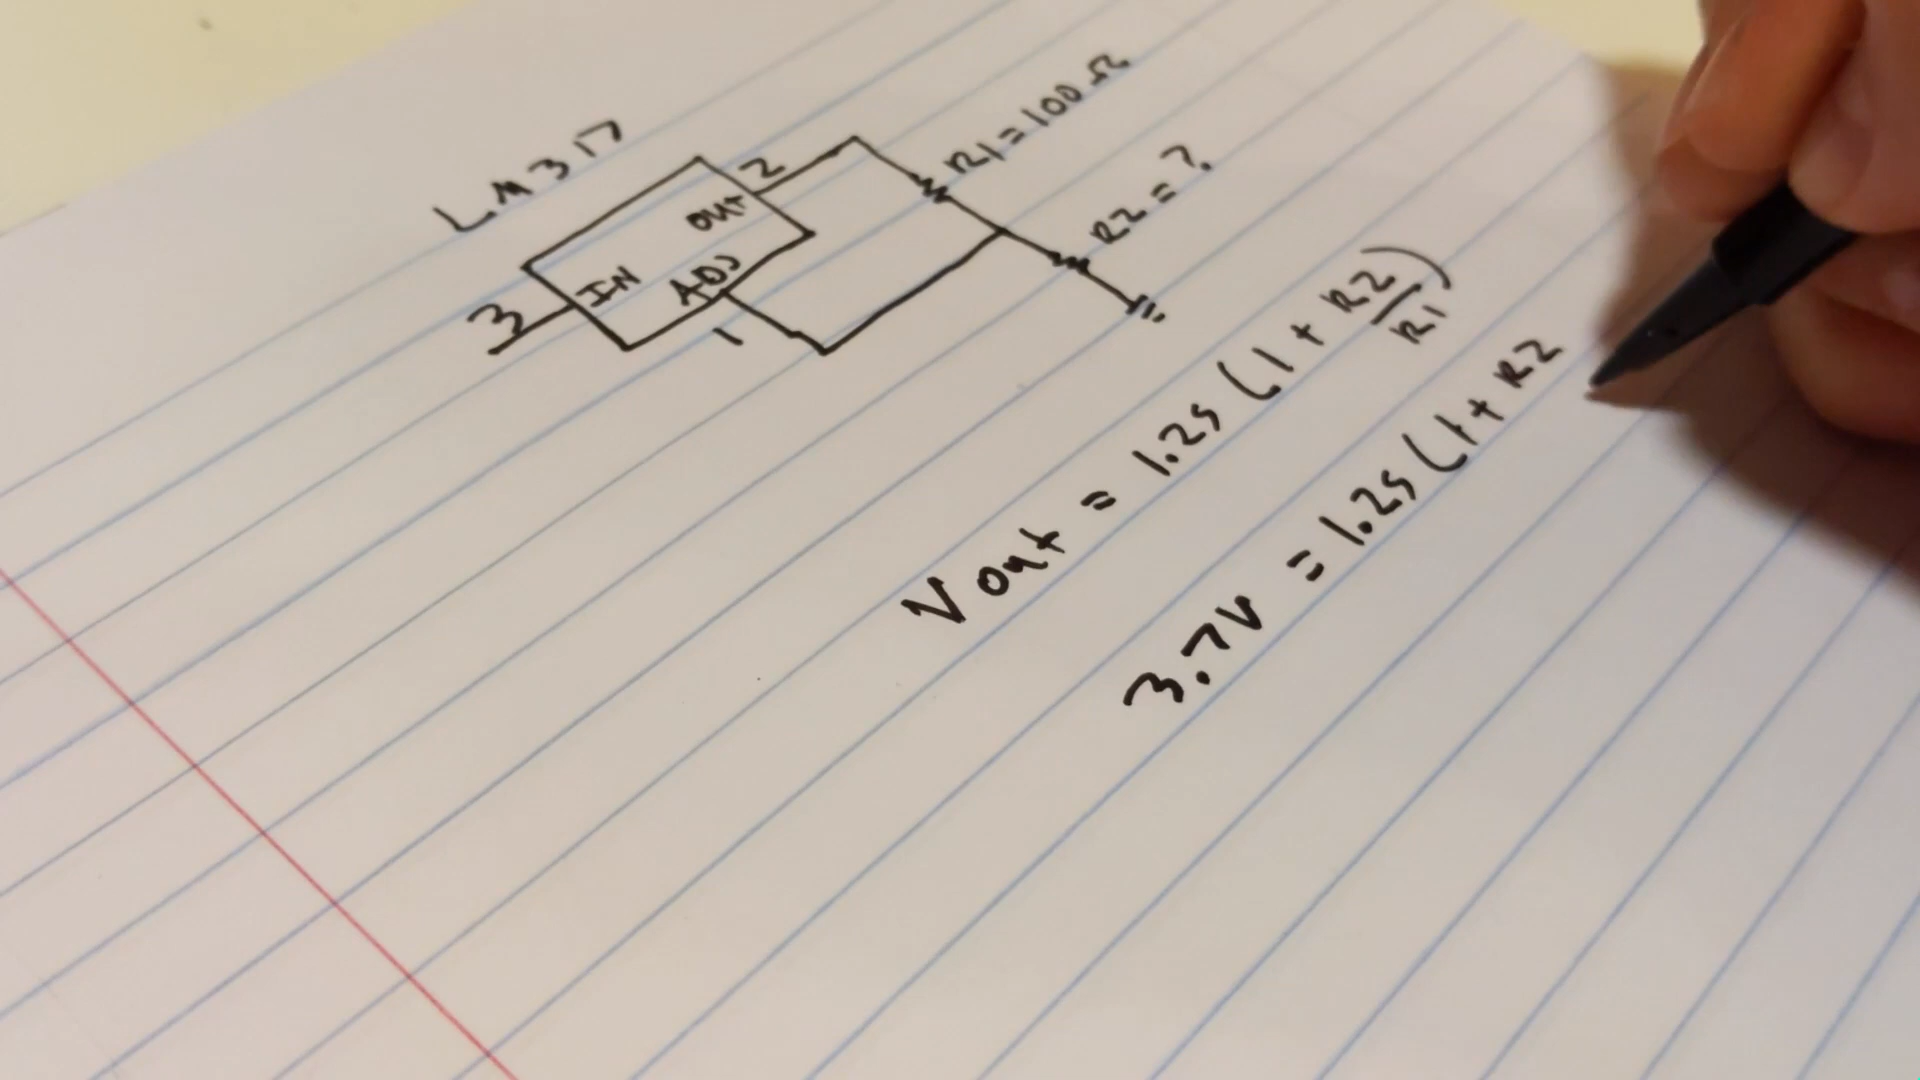 LM317
2
R1 = 100 Ω
OUT
R2 = ?
IN
ADJ
3
1
Vout = 1.25 (1 + R2/R1)
3.7V = 1.25 (1 + R2